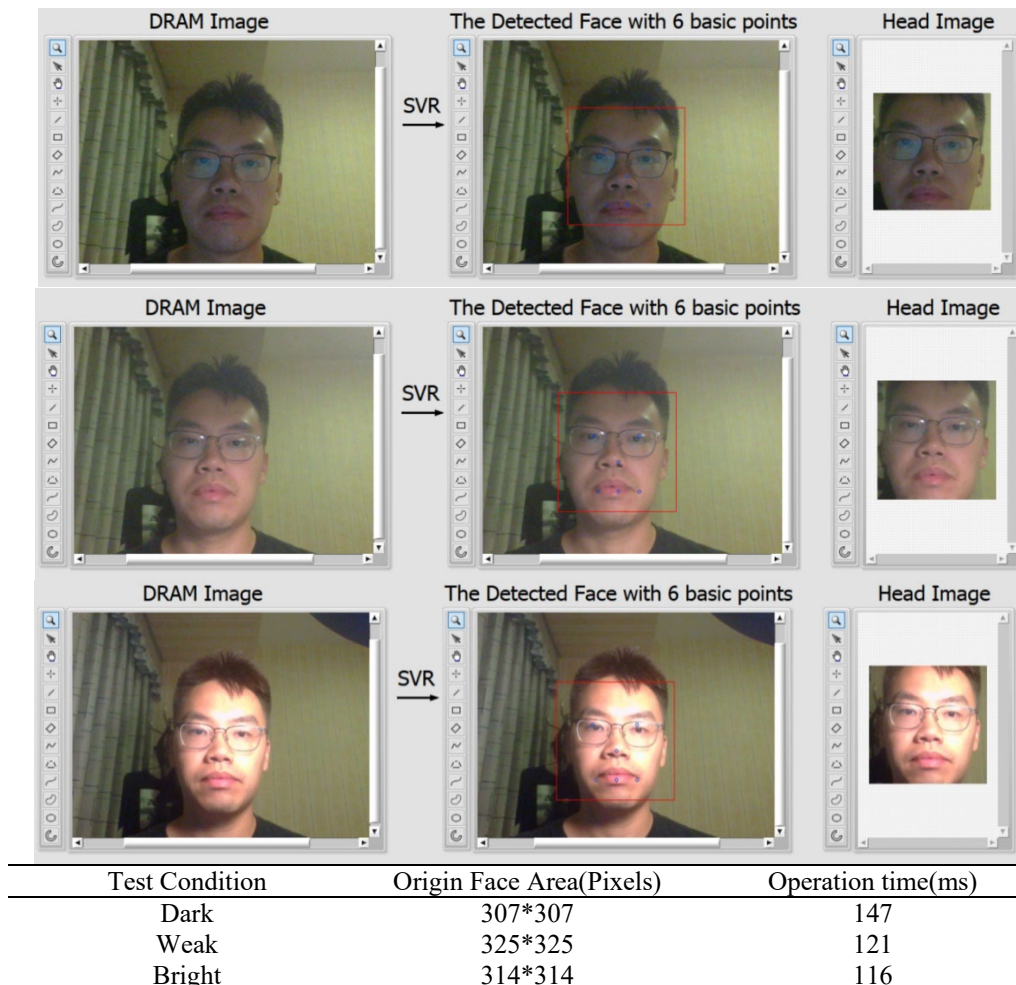 DRAM Image The Detected Face with 6 basic points Head Image
SVR
DRAM Image The Detected Face with 6 basic points Head Image
SVR
DRAM Image The Detected Face with 6 basic points Head Image
SVR
Test Condition Origin Face Area(Pixels) Operation time(ms)
Dark 307*307 147
Weak 325*325 121
Bright 314*314 116